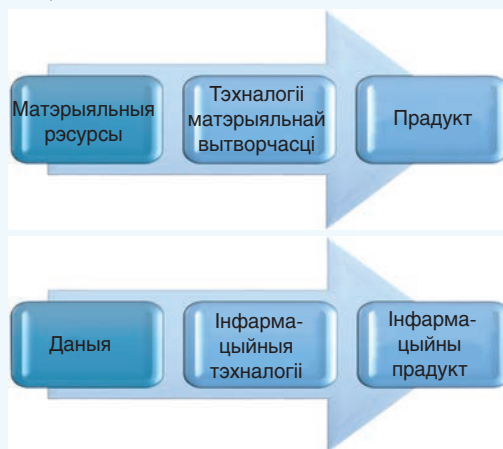 Матэрыяльныя
рэсурсы
Тэхналогіі
матэрыяльнай
вытворчасці
Прадукт
Даныя
Інфарма-
цыйныя
тэхналогіі
Інфарма-
цыйны
прадукт